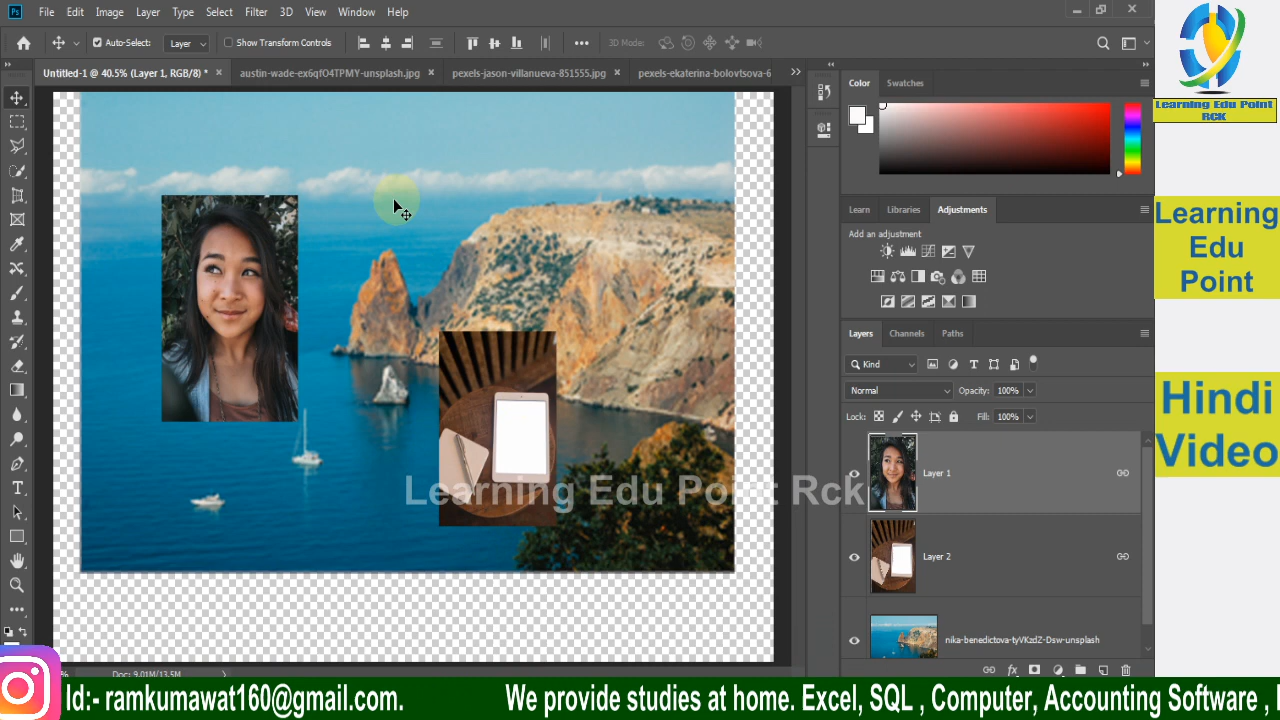 Ps File Edit Image Layer Type Select Filter 3D View Window Help
Auto-Select: Layer Show Transform Controls 3D Mode:
Untitled-1 @ 40.5% (Layer 1, RGB/8) * austin-wade-ex6qfO4TPMY-unsplash.jpg pexels-jason-villanueva-851555.jpg pexels-ekaterina-bolovtsova-6
Color Swatches
Learn Libraries Adjustments
Add an adjustment
Layers Channels Paths
Kind
Normal Opacity: 100%
Lock: Fill: 100%
Layer 1
Layer 2
nika-benedictova-tyVKzdZ-Dsw-unsplash
Doc: 9.01M/13.5M
Learning Edu Point
RCK
Learning
Edu
Point
Hindi
Video
Learning Edu Point Rck
Id:- ramkumawat160@gmail.com. We provide studies at home. Excel, SQL , Computer, Accounting Software ,